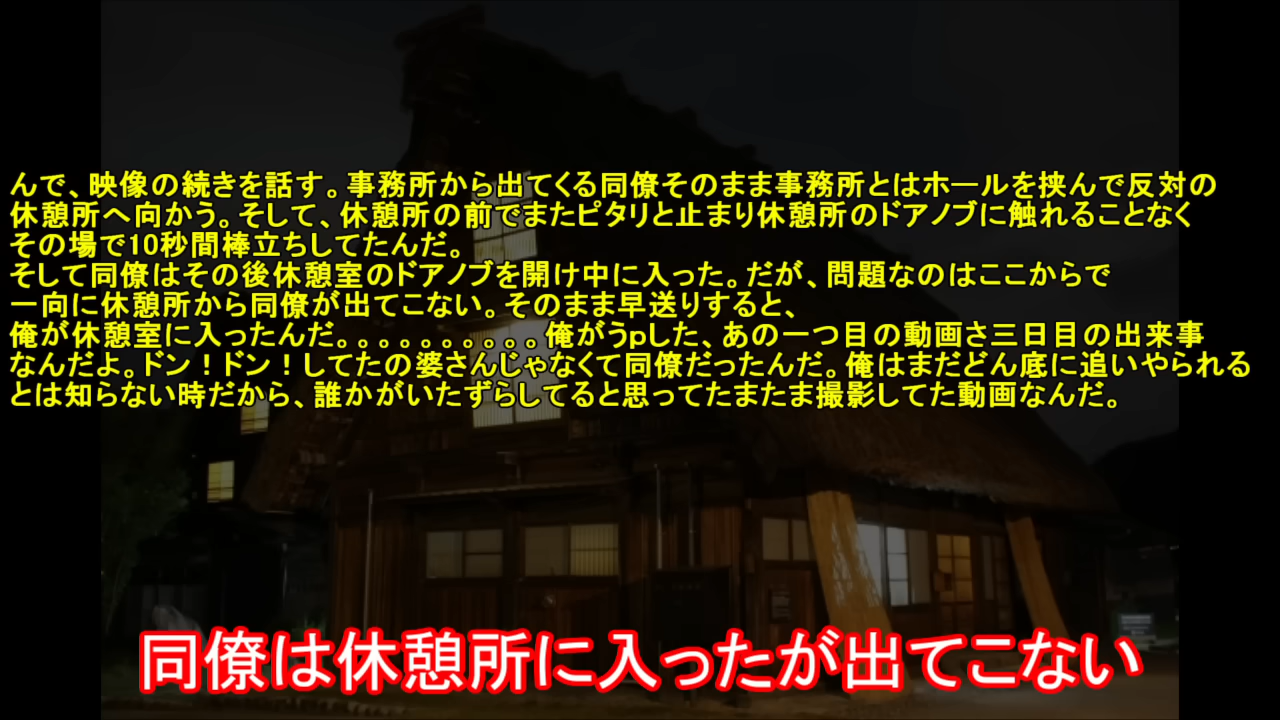 んで、映像の続きを話す。事務所から出てくる同僚そのまま事務所とはホールを挟んで反対の
休憩所へ向かう。そして、休憩所の前でまたピタリと止まり休憩所のドアノブに触れることなく
その場で10秒間棒立ちしてたんだ。
そして同僚はその後休憩室のドアノブを開け中に入った。だが、問題なのはここからで
一向に休憩所から同僚が出てこない。そのまま早送りすると、
俺が休憩室に入ったんだ。。。。。。。。。。俺がうpした、あの一つ目の動画さ三日目の出来事
なんだよ。ドン！ドン！してたの婆さんじゃなくて同僚だったんだ。俺はまだどん底に追いやられる
とは知らない時だから、誰かがいたずらしてると思ってたまたま撮影してた動画なんだ。
同僚は休憩所に入ったが出てこない